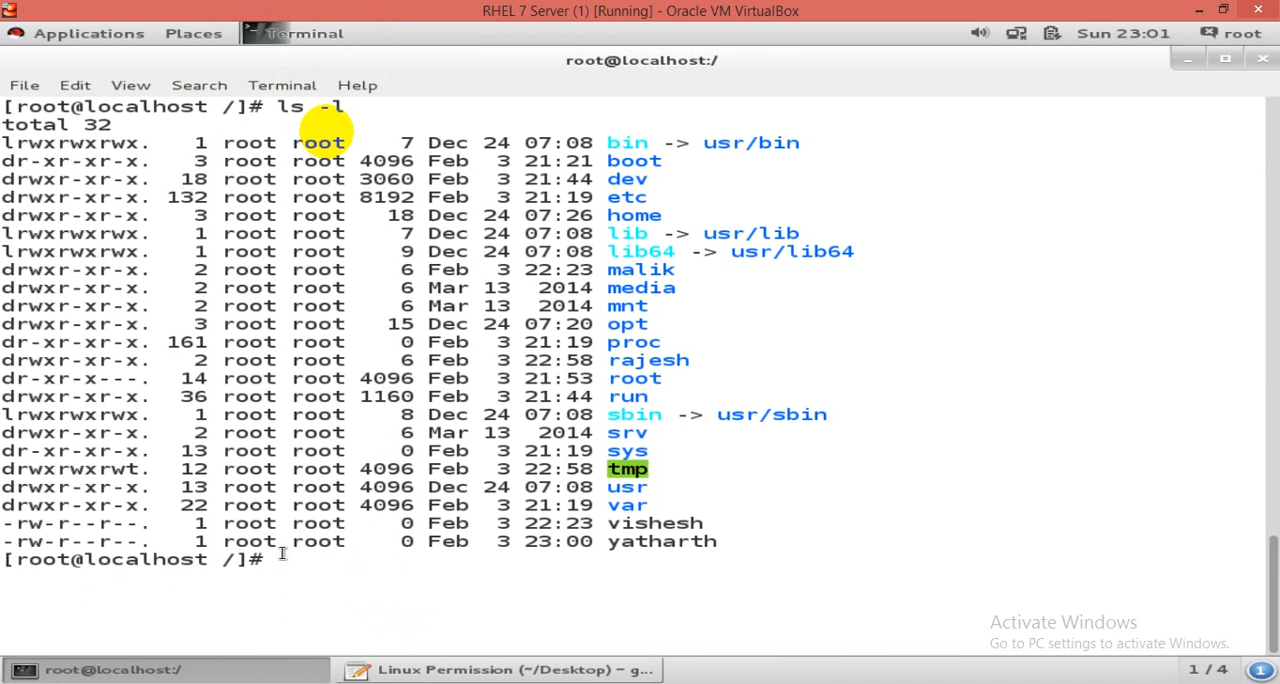 RHEL 7 Server (1) [Running] - Oracle VM VirtualBox
Applications Places Terminal Sun 23:01 root
root@localhost:/
File Edit View Search Terminal Help
[root@localhost /]# ls -l
total 32
lrwxrwxrwx. 1 root root 7 Dec 24 07:08 bin -> usr/bin
dr-xr-xr-x. 3 root root 4096 Feb 3 21:21 boot
drwxr-xr-x. 18 root root 3060 Feb 3 21:44 dev
drwxr-xr-x. 132 root root 8192 Feb 3 21:19 etc
drwxr-xr-x. 3 root root 18 Dec 24 07:26 home
lrwxrwxrwx. 1 root root 7 Dec 24 07:08 lib -> usr/lib
lrwxrwxrwx. 1 root root 9 Dec 24 07:08 lib64 -> usr/lib64
drwxr-xr-x. 2 root root 6 Feb 3 22:23 malik
drwxr-xr-x. 2 root root 6 Mar 13 2014 media
drwxr-xr-x. 2 root root 6 Mar 13 2014 mnt
drwxr-xr-x. 3 root root 15 Dec 24 07:20 opt
dr-xr-xr-x. 161 root root 0 Feb 3 21:19 proc
drwxr-xr-x. 2 root root 6 Feb 3 22:58 rajesh
dr-xr-x---. 14 root root 4096 Feb 3 21:53 root
drwxr-xr-x. 36 root root 1160 Feb 3 21:44 run
lrwxrwxrwx. 1 root root 8 Dec 24 07:08 sbin -> usr/sbin
drwxr-xr-x. 2 root root 6 Mar 13 2014 srv
dr-xr-xr-x. 13 root root 0 Feb 3 21:19 sys
drwxrwxrwt. 12 root root 4096 Feb 3 22:58 tmp
drwxr-xr-x. 13 root root 4096 Dec 24 07:08 usr
drwxr-xr-x. 22 root root 4096 Feb 3 21:19 var
-rw-r--r--. 1 root root 0 Feb 3 22:23 vishesh
-rw-r--r--. 1 root root 0 Feb 3 23:00 yatharth
[root@localhost /]#
Activate Windows
Go to PC settings to activate Windows.
root@localhost:/ Linux Permission (~/Desktop) – g... 1 / 4 1